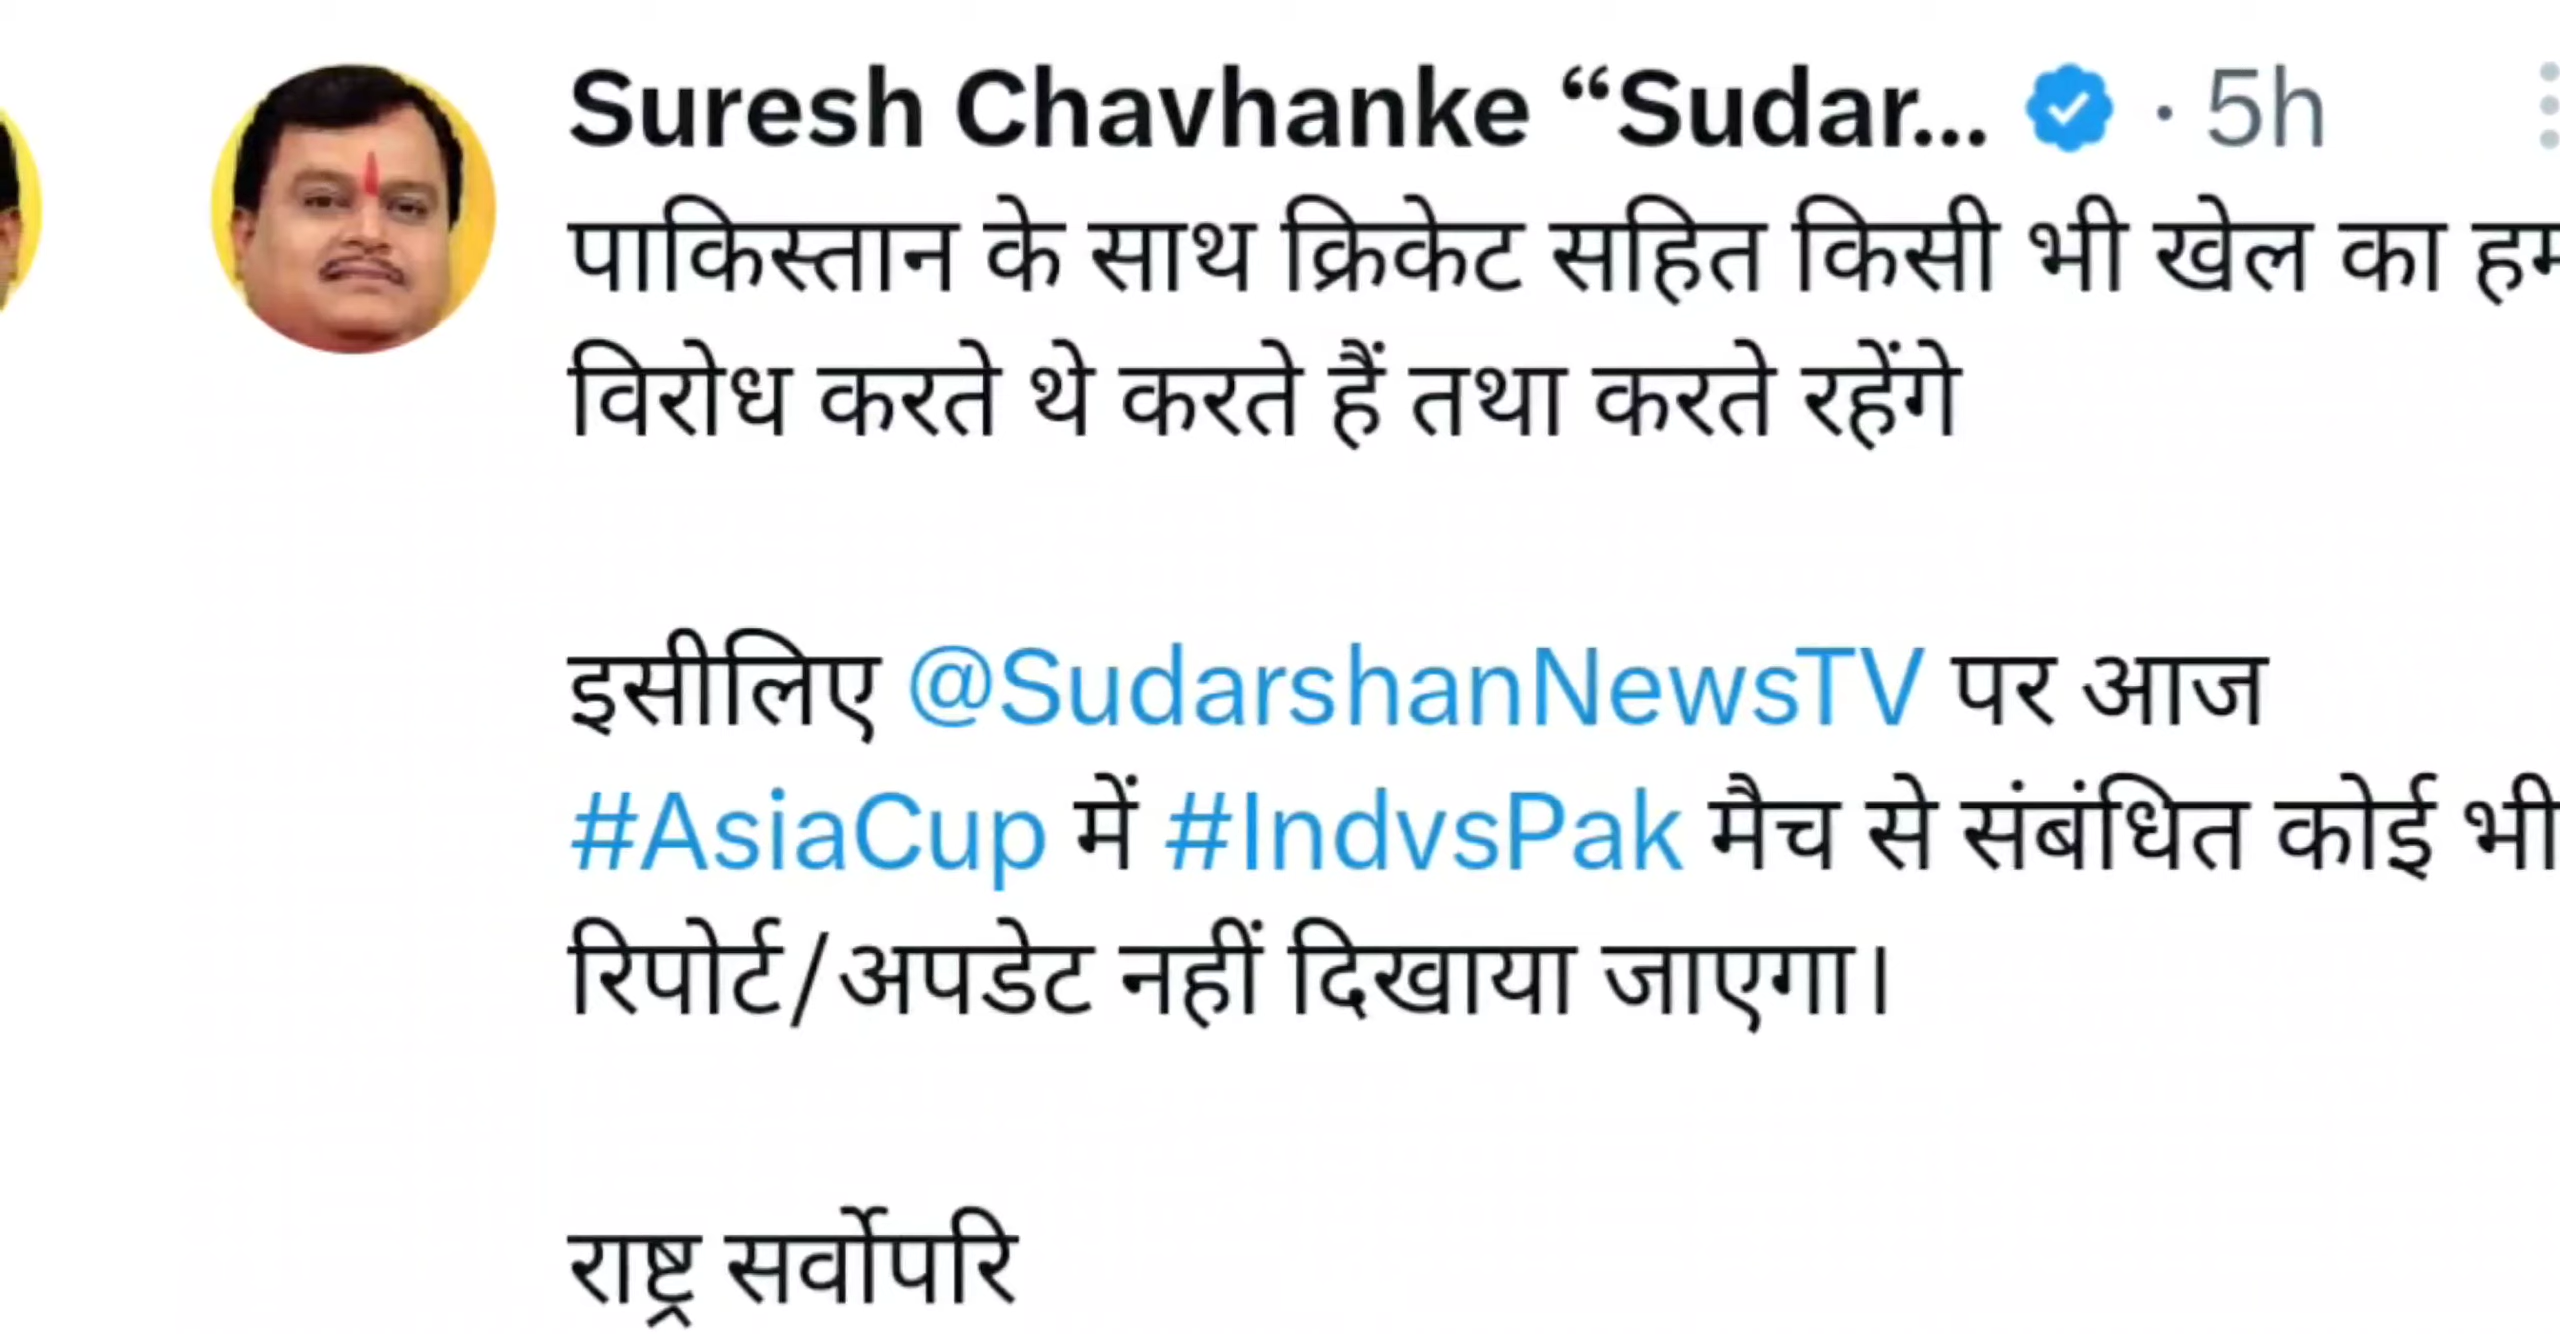 Suresh Chavhanke “Sudar... · 5h
पाकिस्तान के साथ क्रिकेट सहित किसी भी खेल का हम
विरोध करते थे करते हैं तथा करते रहेंगे
इसीलिए @SudarshanNewsTV पर आज
#AsiaCup में #IndvsPak मैच से संबंधित कोई भी
रिपोर्ट/अपडेट नहीं दिखाया जाएगा।
राष्ट्र सर्वोपरि